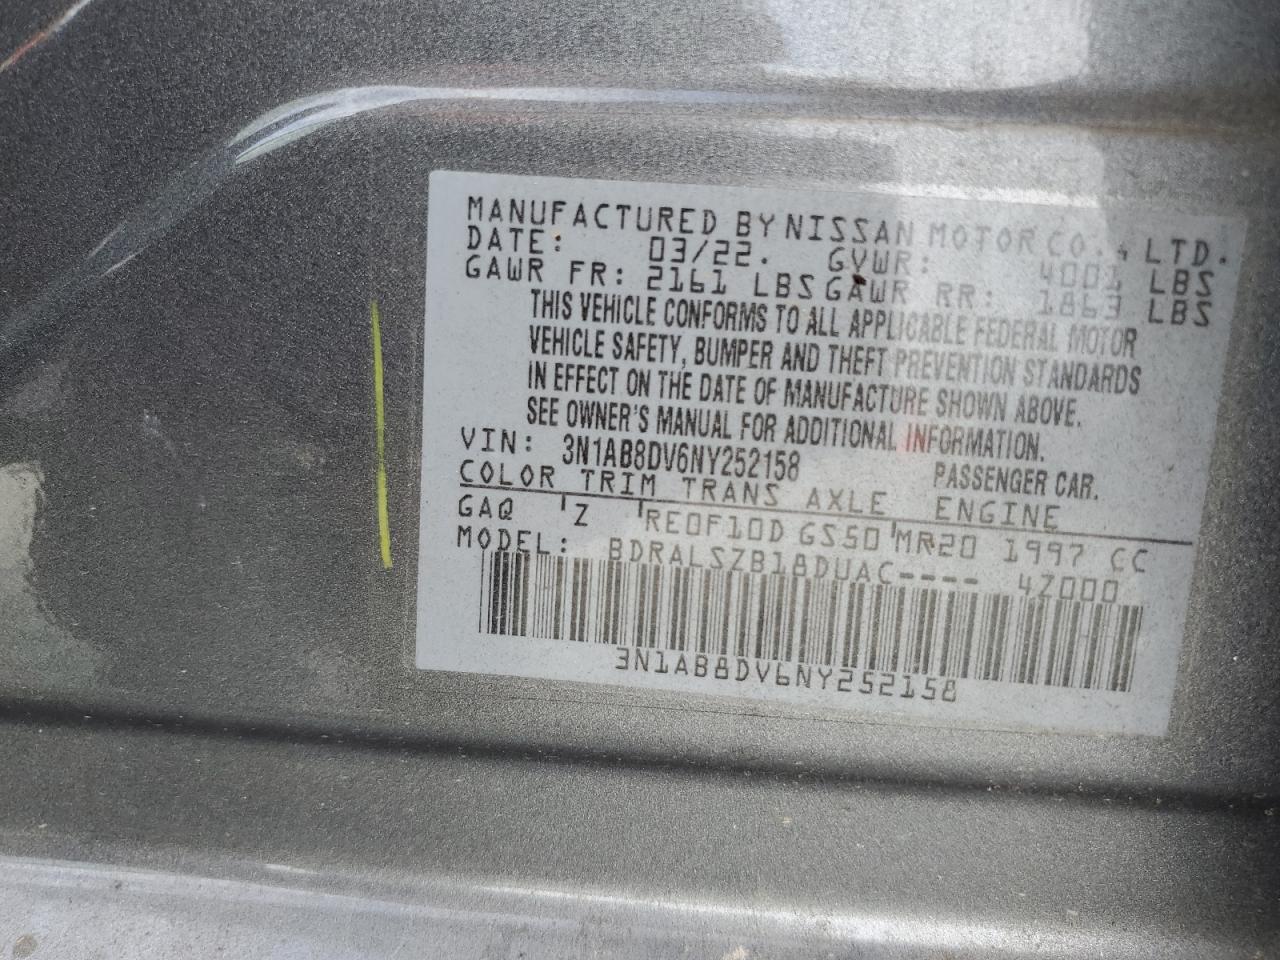 MANUFACTURED BY NISSAN MOTOR CO., LTD.
DATE: 03/22. GVWR: 4001 LBS
GAWR FR: 2161 LBS GAWR RR: 1863 LBS
THIS VEHICLE CONFORMS TO ALL APPLICABLE FEDERAL MOTOR
VEHICLE SAFETY, BUMPER AND THEFT PREVENTION STANDARDS
IN EFFECT ON THE DATE OF MANUFACTURE SHOWN ABOVE.
SEE OWNER'S MANUAL FOR ADDITIONAL INFORMATION.
VIN: 3N1AB8DV6NY252158 PASSENGER CAR.
COLOR TRIM TRANS AXLE ENGINE
GAQ Z RE0F10D GS50 MR20 1997 CC
MODEL: BDRALSZB18DUAC---- 4Z000
3N1AB8DV6NY252158